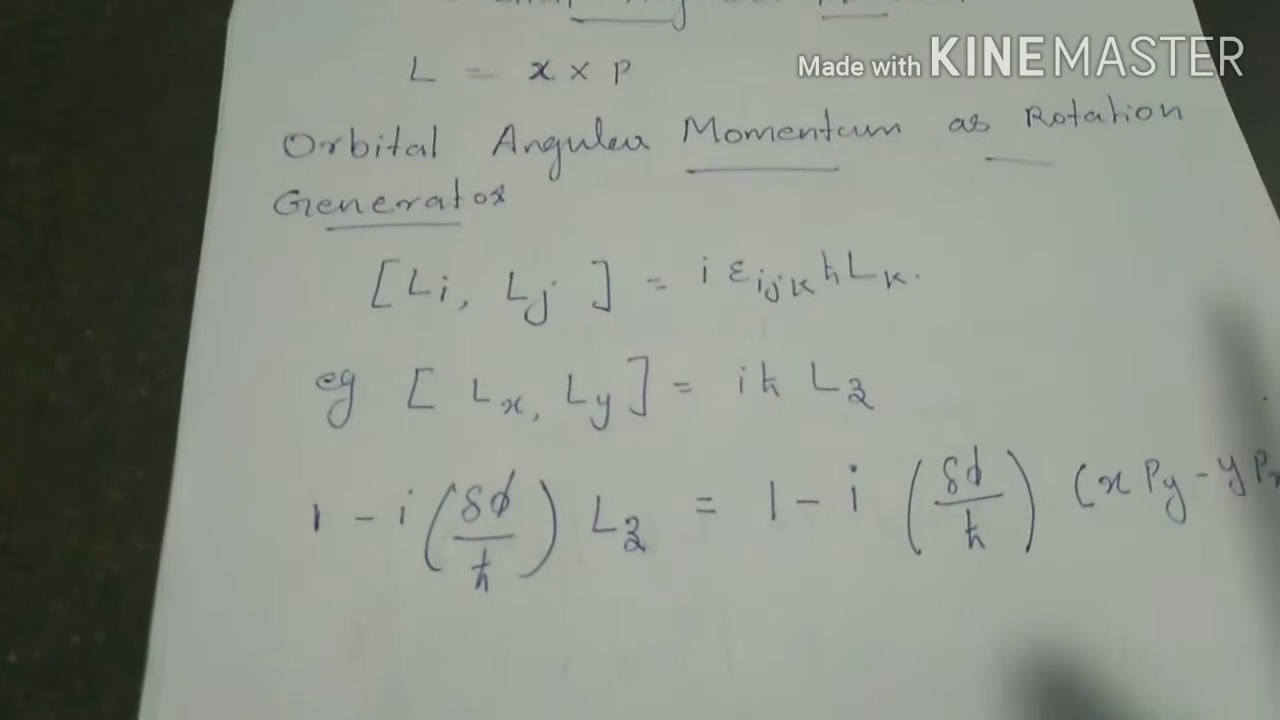 Made with KINEMASTER
L = x × p
Orbital Angular Momentum as Rotation
Generator
[Li, Lj] = i εijk ħ Lk.
eg [Lx, Ly] = iħ Lz
1 - i (δϕ/ħ) Lz = 1 - i (δϕ/ħ) (x Py - y Px